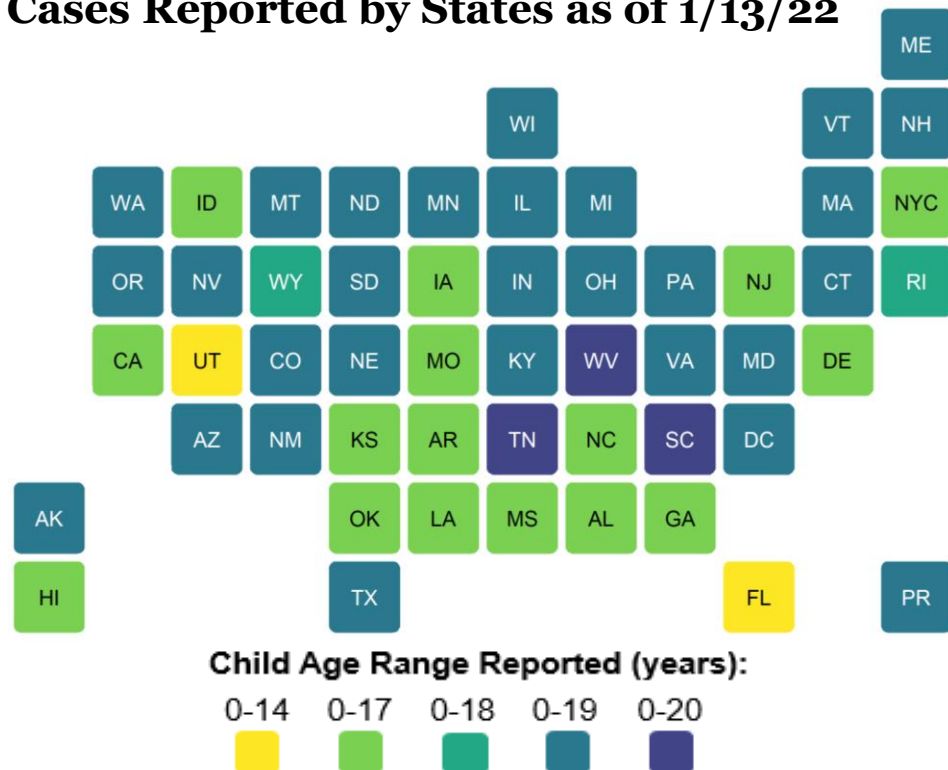 Cases Reported by States as of 1/13/22
ME
WI VT NH
WA ID MT ND MN IL MI MA NYC
OR NV WY SD IA IN OH PA NJ CT RI
CA UT CO NE MO KY WV VA MD DE
AZ NM KS AR TN NC SC DC
AK OK LA MS AL GA
HI TX FL PR
Child Age Range Reported (years):
0-14 0-17 0-18 0-19 0-20